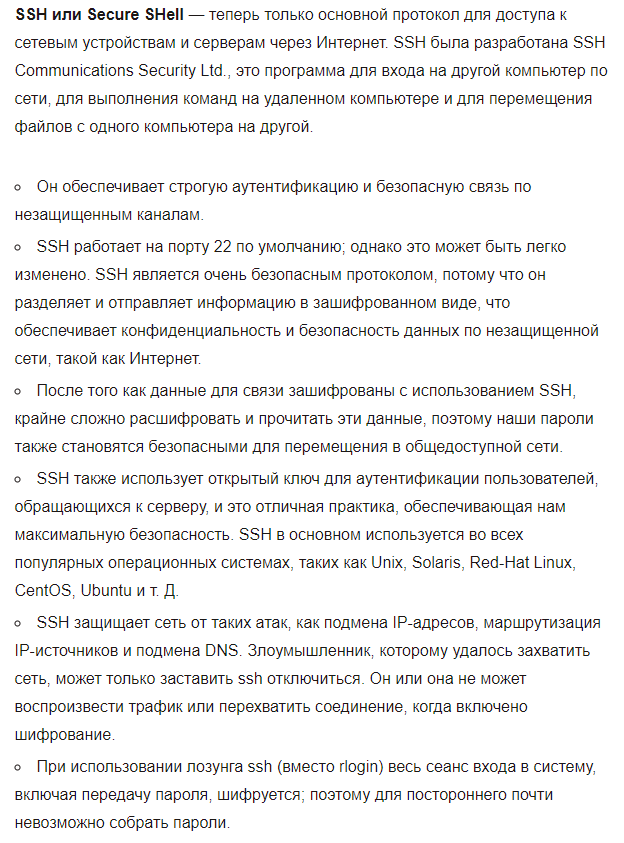 SSH или Secure SHell — теперь только основной протокол для доступа к
сетевым устройствам и серверам через Интернет. SSH была разработана SSH
Communications Security Ltd., это программа для входа на другой компьютер по
сети, для выполнения команд на удаленном компьютере и для перемещения
файлов с одного компьютера на другой.
Он обеспечивает строгую аутентификацию и безопасную связь по
незащищенным каналам.
SSH работает на порту 22 по умолчанию; однако это может быть легко
изменено. SSH является очень безопасным протоколом, потому что он
разделяет и отправляет информацию в зашифрованном виде, что
обеспечивает конфиденциальность и безопасность данных по незащищенной
сети, такой как Интернет.
После того как данные для связи зашифрованы с использованием SSH,
крайне сложно расшифровать и прочитать эти данные, поэтому наши пароли
также становятся безопасными для перемещения в общедоступной сети.
SSH также использует открытый ключ для аутентификации пользователей,
обращающихся к серверу, и это отличная практика, обеспечивающая нам
максимальную безопасность. SSH в основном используется во всех
популярных операционных системах, таких как Unix, Solaris, Red-Hat Linux,
CentOS, Ubuntu и т. Д.
SSH защищает сеть от таких атак, как подмена IP-адресов, маршрутизация
IP-источников и подмена DNS. Злоумышленник, которому удалось захватить
сеть, может только заставить ssh отключиться. Он или она не может
воспроизвести трафик или перехватить соединение, когда включено
шифрование.
При использовании лозунга ssh (вместо rlogin) весь сеанс входа в систему,
включая передачу пароля, шифруется; поэтому для постороннего почти
невозможно собрать пароли.